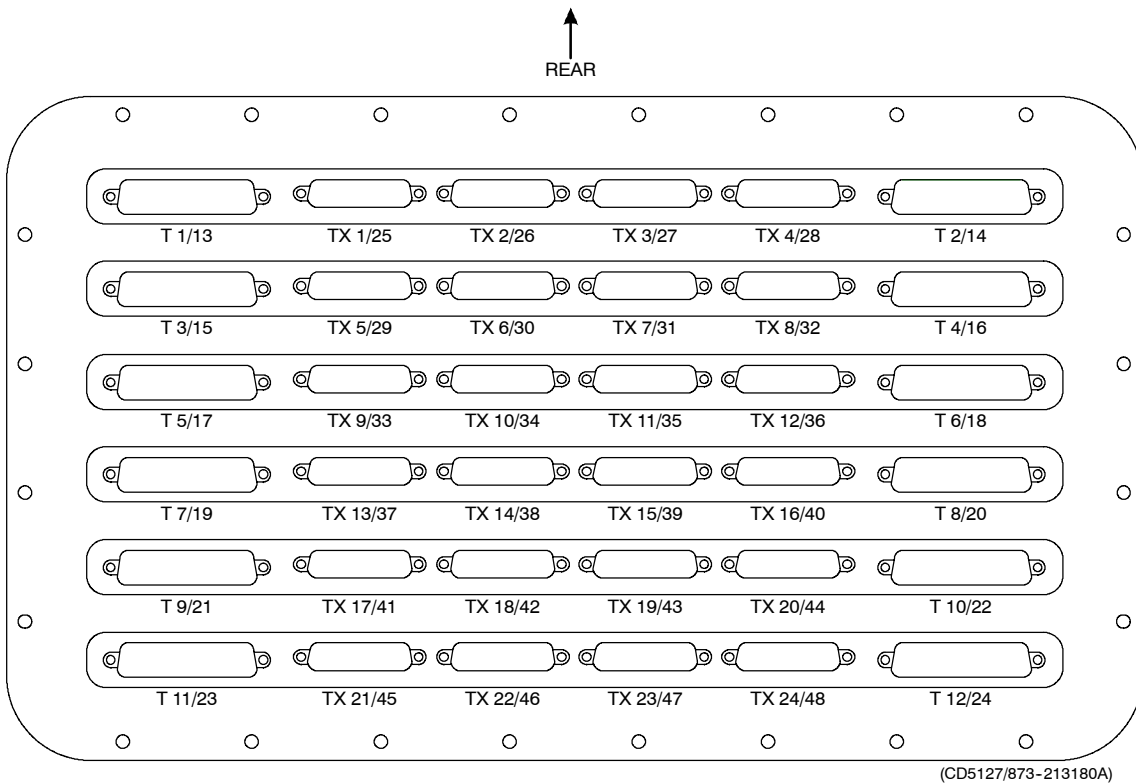 REAR
T 1/13 TX 1/25 TX 2/26 TX 3/27 TX 4/28 T 2/14
T 3/15 TX 5/29 TX 6/30 TX 7/31 TX 8/32 T 4/16
T 5/17 TX 9/33 TX 10/34 TX 11/35 TX 12/36 T 6/18
T 7/19 TX 13/37 TX 14/38 TX 15/39 TX 16/40 T 8/20
T 9/21 TX 17/41 TX 18/42 TX 19/43 TX 20/44 T 10/22
T 11/23 TX 21/45 TX 22/46 TX 23/47 TX 24/48 T 12/24
(CD5127/873-213180A)